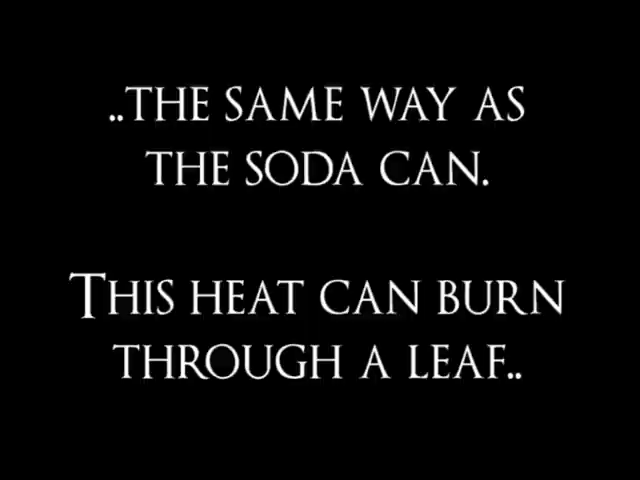 ..THE SAME WAY AS
THE SODA CAN.
THIS HEAT CAN BURN
THROUGH A LEAF..